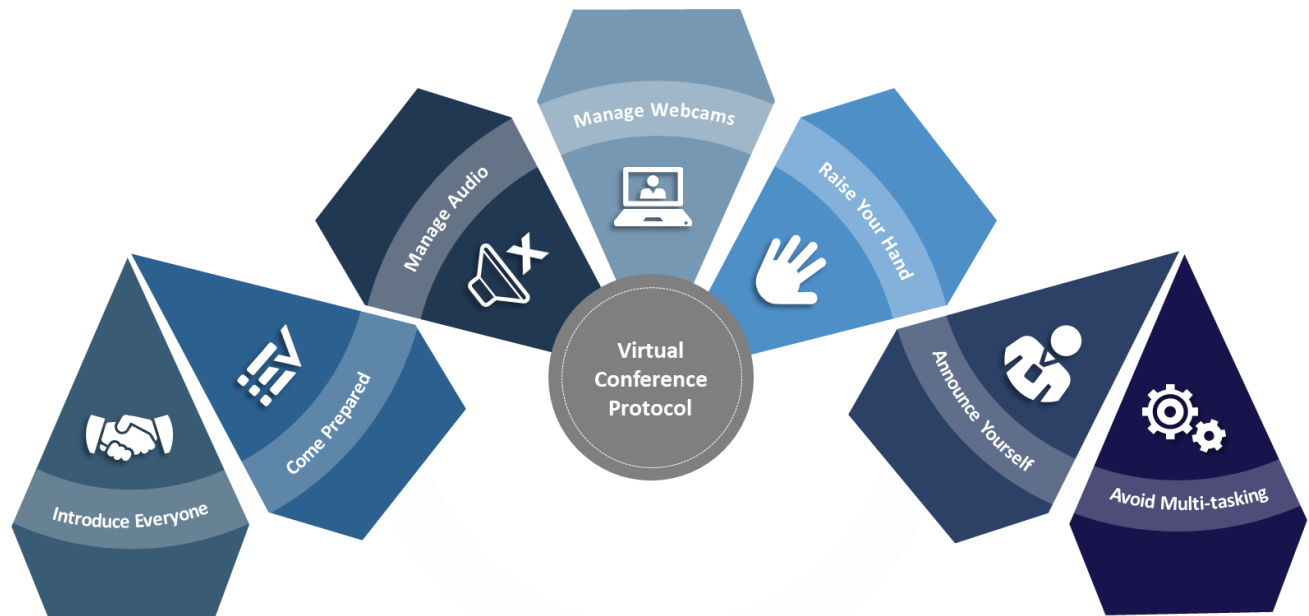 Introduce Everyone
Come Prepared
Manage Audio
Manage Webcams
Raise Your Hand
Announce Yourself
Avoid Multi-tasking
Virtual
Conference
Protocol